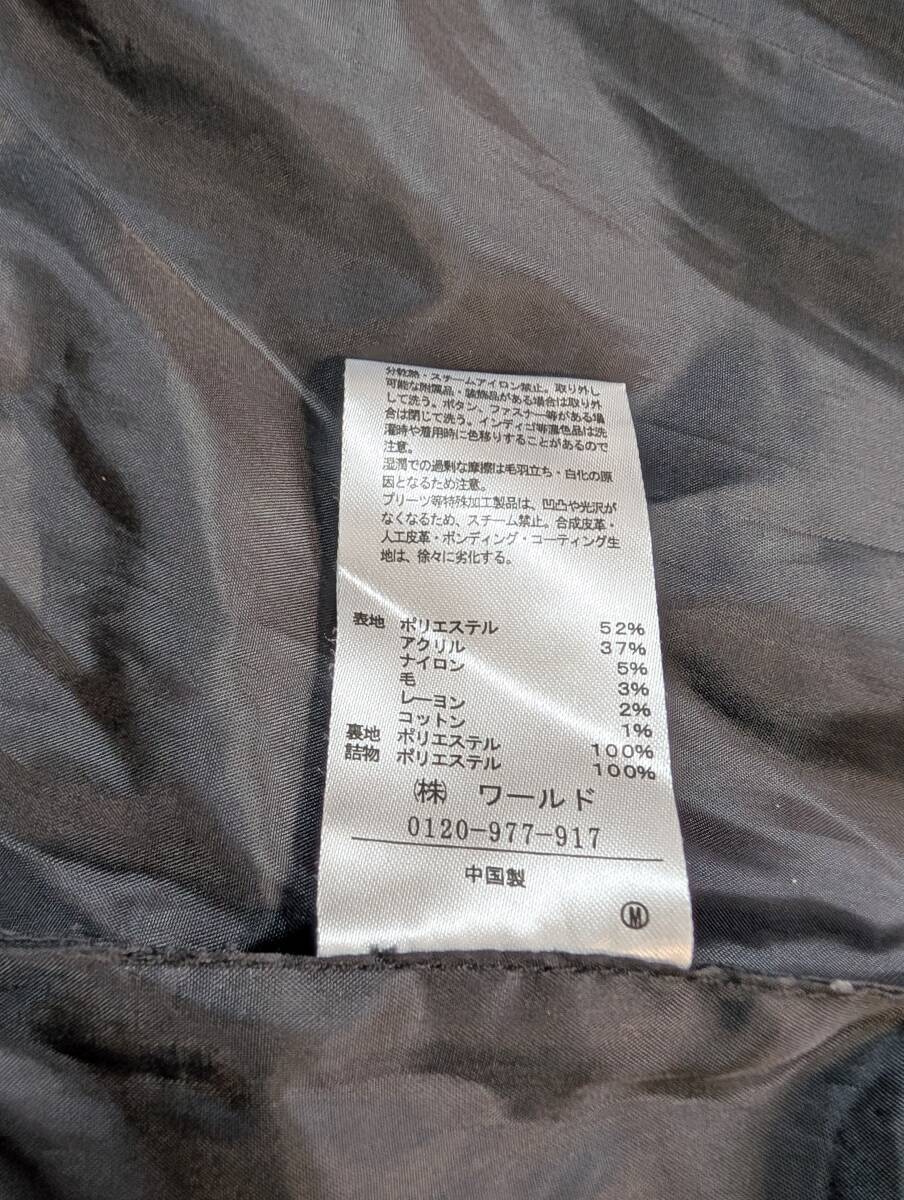 分乾熱・スチームアイロン禁止。取り外し
可能な附属品・装飾品がある場合は取り外
して洗う。ボタン、ファスナー等がある場
合は閉じて洗う。インディゴ等濃色品は洗
濯時や着用時に色移りすることがあるので
注意。
湿潤での過剰な摩擦は毛羽立ち・白化の原
因となるため注意。
プリーツ等特殊加工製品は、凹凸や光沢が
なくなるため、スチーム禁止。合成皮革・
人工皮革・ボンディング・コーティング生
地は、徐々に劣化する。
表地 ポリエステル 52%
アクリル 37%
ナイロン 5%
毛 3%
レーヨン 2%
コットン 1%
裏地 ポリエステル 100%
詰物 ポリエステル 100%
㈱ ワールド
0120-977-917
中国製
Ⓜ